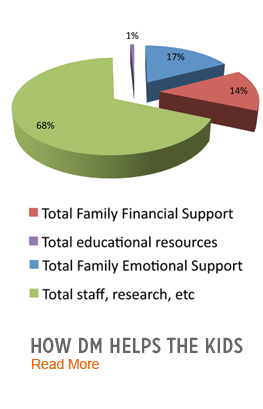 1%
17%
14%
68%
Total Family Financial Support
Total educational resources
Total Family Emotional Support
Total staff, research, etc
HOW DM HELPS THE KIDS
Read More